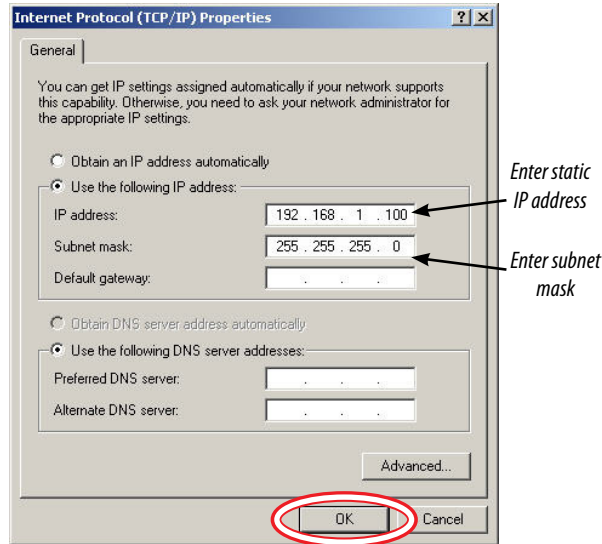 Internet Protocol (TCP/IP) Properties
General
You can get IP settings assigned automatically if your network supports
this capability. Otherwise, you need to ask your network administrator for
the appropriate IP settings.
Obtain an IP address automatically
Use the following IP address:
IP address: 192 . 168 . 1 . 100
Subnet mask: 255 . 255 . 255 . 0
Default gateway: . . .
Obtain DNS server address automatically
Use the following DNS server addresses:
Preferred DNS server: . . .
Alternate DNS server: . . .
Advanced...
OK
Cancel
Enter static
IP address
Enter subnet
mask